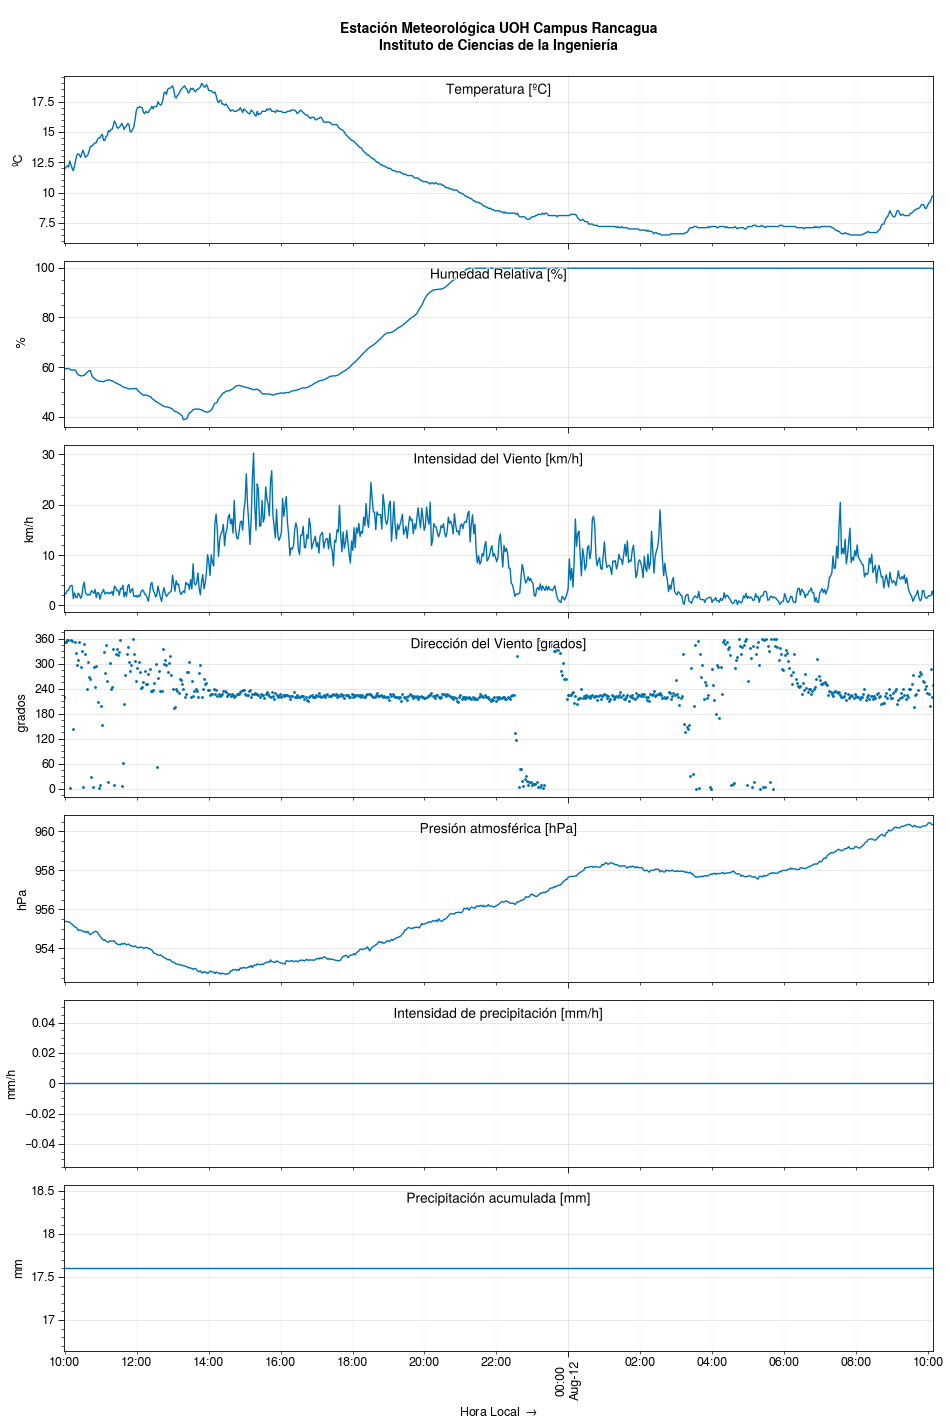 Estación Meteorológica UOH Campus Rancagua
Instituto de Ciencias de la Ingeniería
Temperatura [ºC]
ºC
17.5
15
12.5
10
7.5
Humedad Relativa [%]
%
100
80
60
40
Intensidad del Viento [km/h]
km/h
30
20
10
0
Dirección del Viento [grados]
grados
360
300
240
180
120
60
0
Presión atmosférica [hPa]
hPa
960
958
956
954
Intensidad de precipitación [mm/h]
mm/h
0.04
0.02
0
−0.02
−0.04
Precipitación acumulada [mm]
mm
18.5
18
17.5
17
10:00 12:00 14:00 16:00 18:00 20:00 22:00 00:00 02:00 04:00 06:00 08:00 10:00
Aug-12
Hora Local →